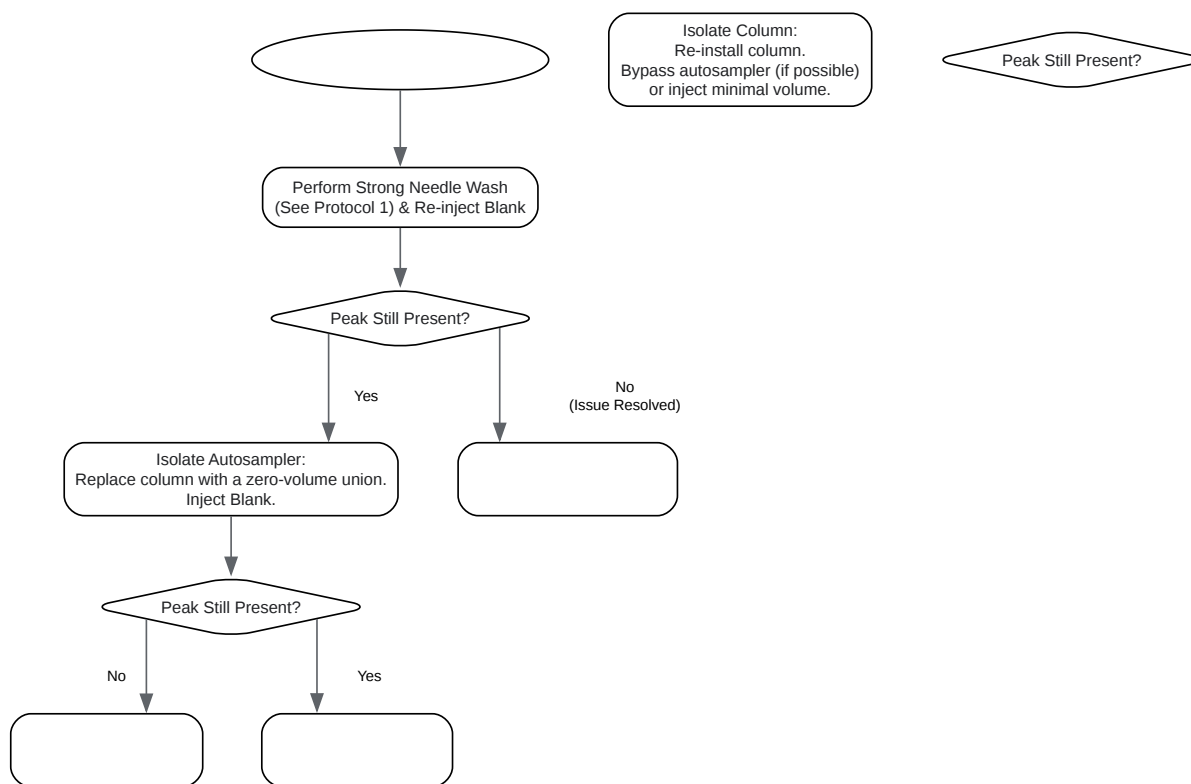 Isolate Column:
Re-install column.
Bypass autosampler (if possible)
or inject minimal volume.
Peak Still Present?
Perform Strong Needle Wash
(See Protocol 1) & Re-inject Blank
Peak Still Present?
Yes
No
(Issue Resolved)
Isolate Autosampler:
Replace column with a zero-volume union.
Inject Blank.
Peak Still Present?
No
Yes